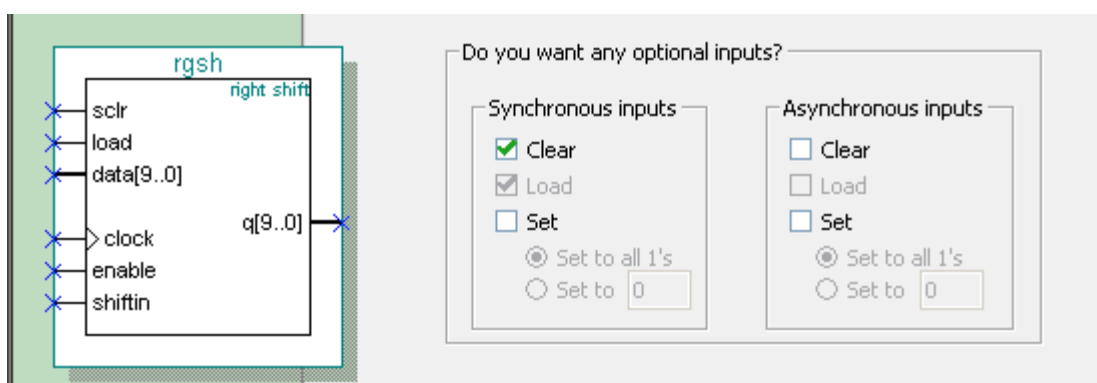 rgsh
right shift
sclr
load
data[9..0]
q[9..0]
clock
enable
shiftin
Do you want any optional inputs?
Synchronous inputs
Clear
Load
Set
Set to all 1's
Set to 0
Asynchronous inputs
Clear
Load
Set
Set to all 1's
Set to 0